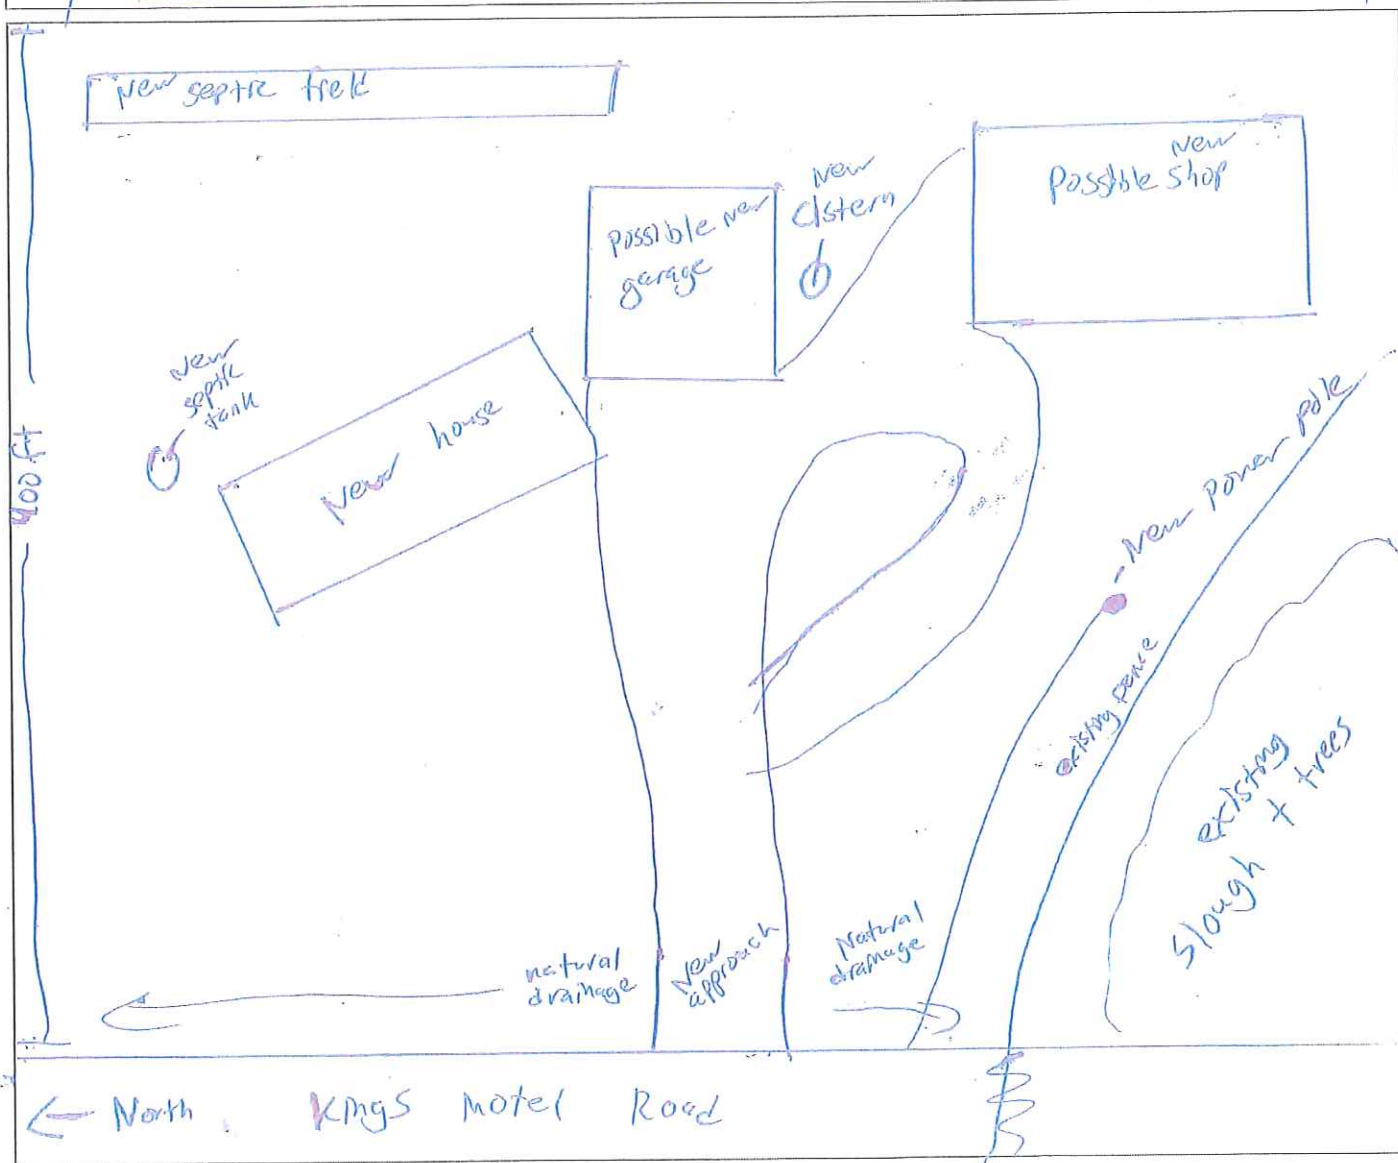 New septic field
New
Cistern
New
Possible Shop
possible new
garage
New
septic
tank
New house
400 ft
New Power pole
existing fence
existing
slough + trees
natural
drainage
New
approach
Natural
drainage
← North
Kings Motel Road